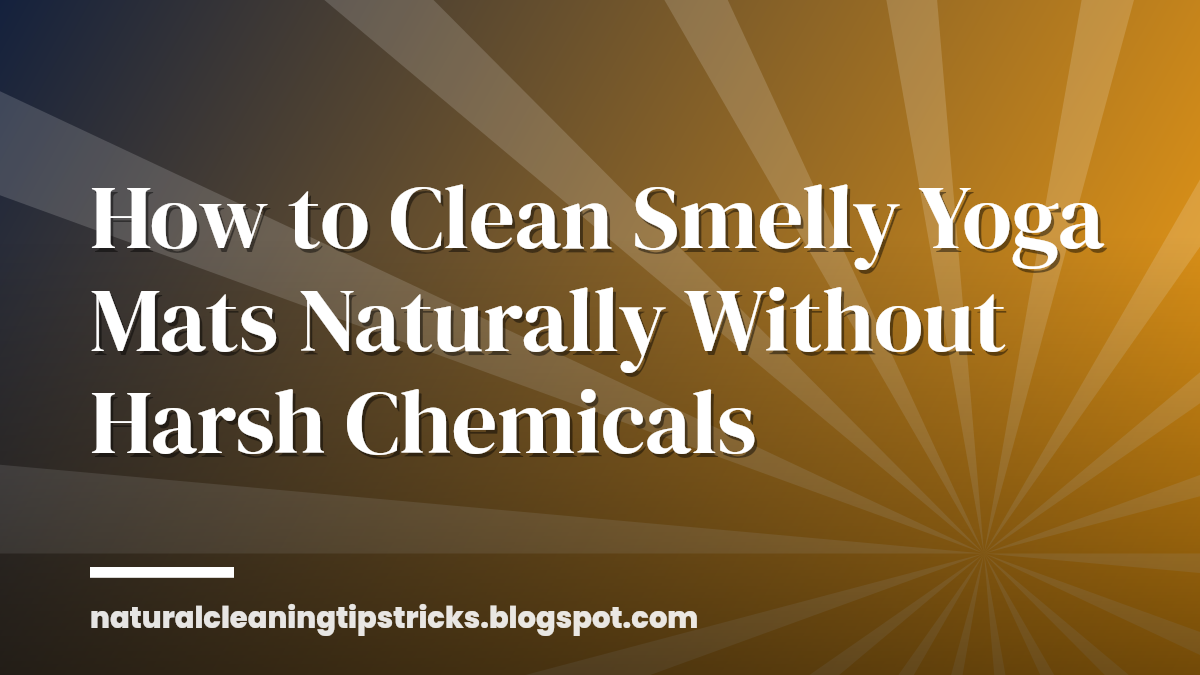 How to Clean Smelly Yoga
Mats Naturally Without
Harsh Chemicals
naturalcleaningtipstricks.blogspot.com